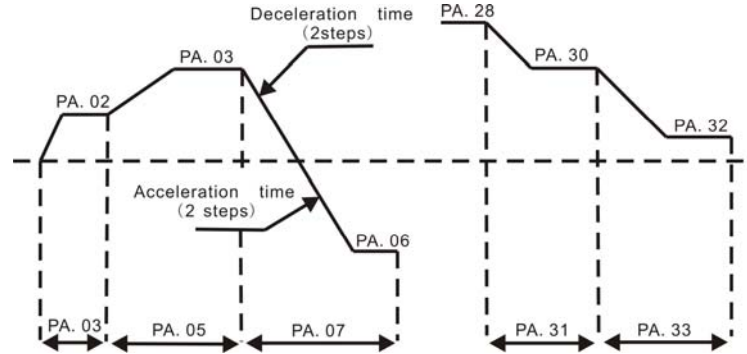 Deceleration time
(2steps)
PA. 28
PA. 03
PA. 30
PA. 02
PA. 32
Acceleration time
(2 steps)
PA. 06
PA. 03
PA. 05
PA. 07
PA. 31
PA. 33